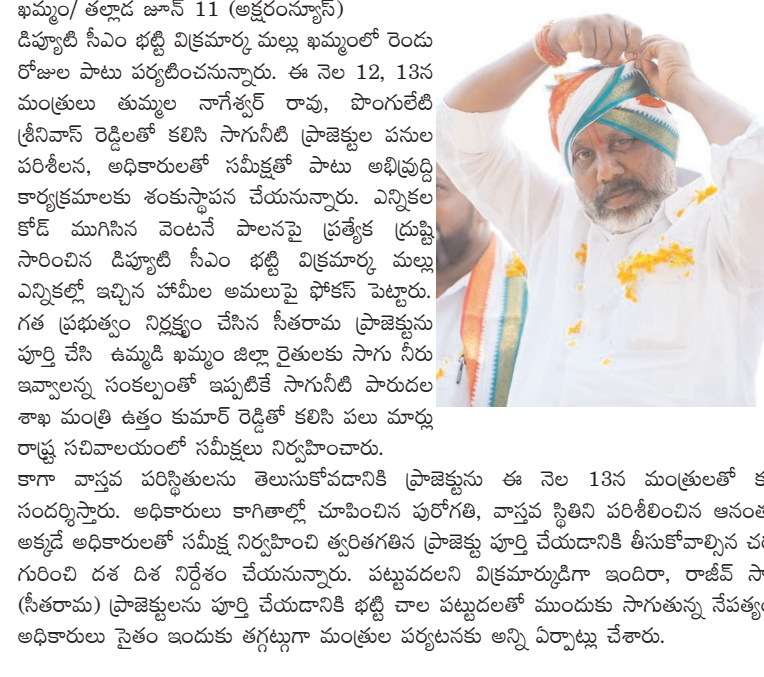 ఖమ్మం/ తల్లాడ జూన్ 11 (అక్షరంన్యూస్)
డిప్యూటి సీఎం భట్టి విక్రమార్క మల్లు ఖమ్మంలో రెండు
రోజుల పాటు పర్యటించనున్నారు. ఈ నెల 12, 13న
మంత్రులు తుమ్మల నాగేశ్వర్ రావు, పొంగులేటి
శ్రీనివాస్ రెడ్డిలతో కలిసి సాగునీటి ప్రాజెక్టుల పనుల
పరిశీలన, అధికారులతో సమీక్షతో పాటు అభివ్రుద్ది
కార్యక్రమాలకు శంకుస్థాపన చేయనున్నారు. ఎన్నికల
కోడ్ ముగిసిన వెంటనే పాలనపై ప్రత్యేక ద్రుష్టి
సారించిన డిప్యూటి సీఎం భట్టి విక్రమార్క మల్లు
ఎన్నికల్లో ఇచ్చిన హామీల అమలుపై ఫోకస్ పెట్టారు.
గత ప్రభుత్వం నిర్లక్ష్యం చేసిన సీతరామ ప్రాజెక్టును
పూర్తి చేసి ఉమ్మడి ఖమ్మం జిల్లా రైతులకు సాగు నీరు
ఇవ్వాలన్న సంకల్పంతో ఇప్పటికే సాగునీటి పారుదల
శాఖ మంత్రి ఉత్తం కుమార్ రెడ్డితో కలిసి పలు మార్లు
రాష్ట్ర సచివాలయంలో సమీక్షలు నిర్వహించారు.
కాగా వాస్తవ పరిస్థితులను తెలుసుకోవడానికి ప్రాజెక్టును ఈ నెల 13న మంత్రులతో
సందర్శిస్తారు. అధికారులు కాగితాల్లో చూపించిన పురోగతి, వాస్తవ స్థితిని పరిశీలించిన
అక్కడే అధికారులతో సమీక్ష నిర్వహించి త్వరితగతిన ప్రాజెక్టు పూర్తి చేయడానికి తీసుకోవాల్సిన
గురించి దశ దిశ నిర్దేశం చేయనున్నారు. పట్టువదలని విక్రమార్కుడిగా ఇందిరా, రాజీవ్
(సీతరామ) ప్రాజెక్టులను పూర్తి చేయడానికి భట్టి చాల పట్టుదలతో ముందుకు సాగుతున్న
అధికారులు సైతం ఇందుకు తగ్గట్లుగా మంత్రుల పర్యటనకు అన్ని ఏర్పాట్లు చేశారు.